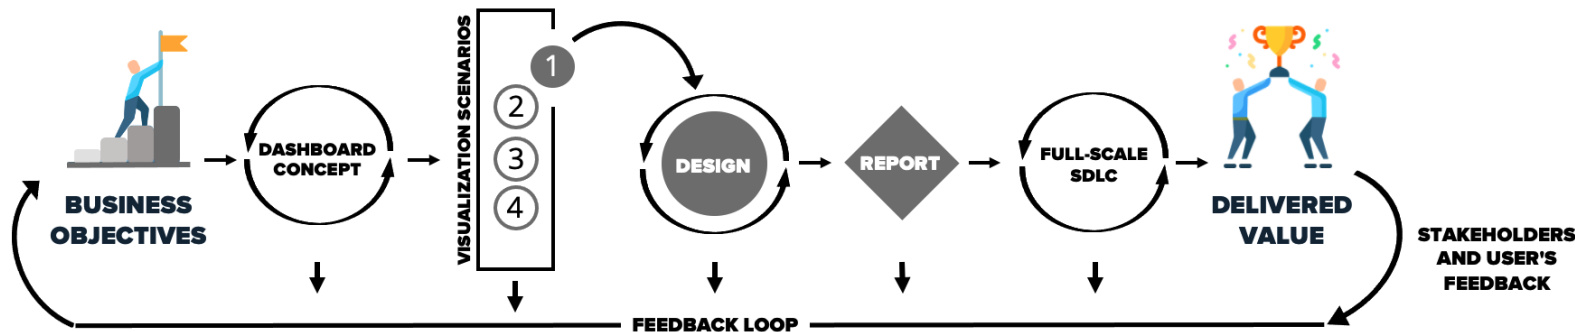 BUSINESS
OBJECTIVES
DASHBOARD
CONCEPT
VISUALIZATION SCENARIOS
1
2
3
4
DESIGN
REPORT
FULL-SCALE
SDLC
DELIVERED
VALUE
STAKEHOLDERS
AND USER'S
FEEDBACK
FEEDBACK LOOP